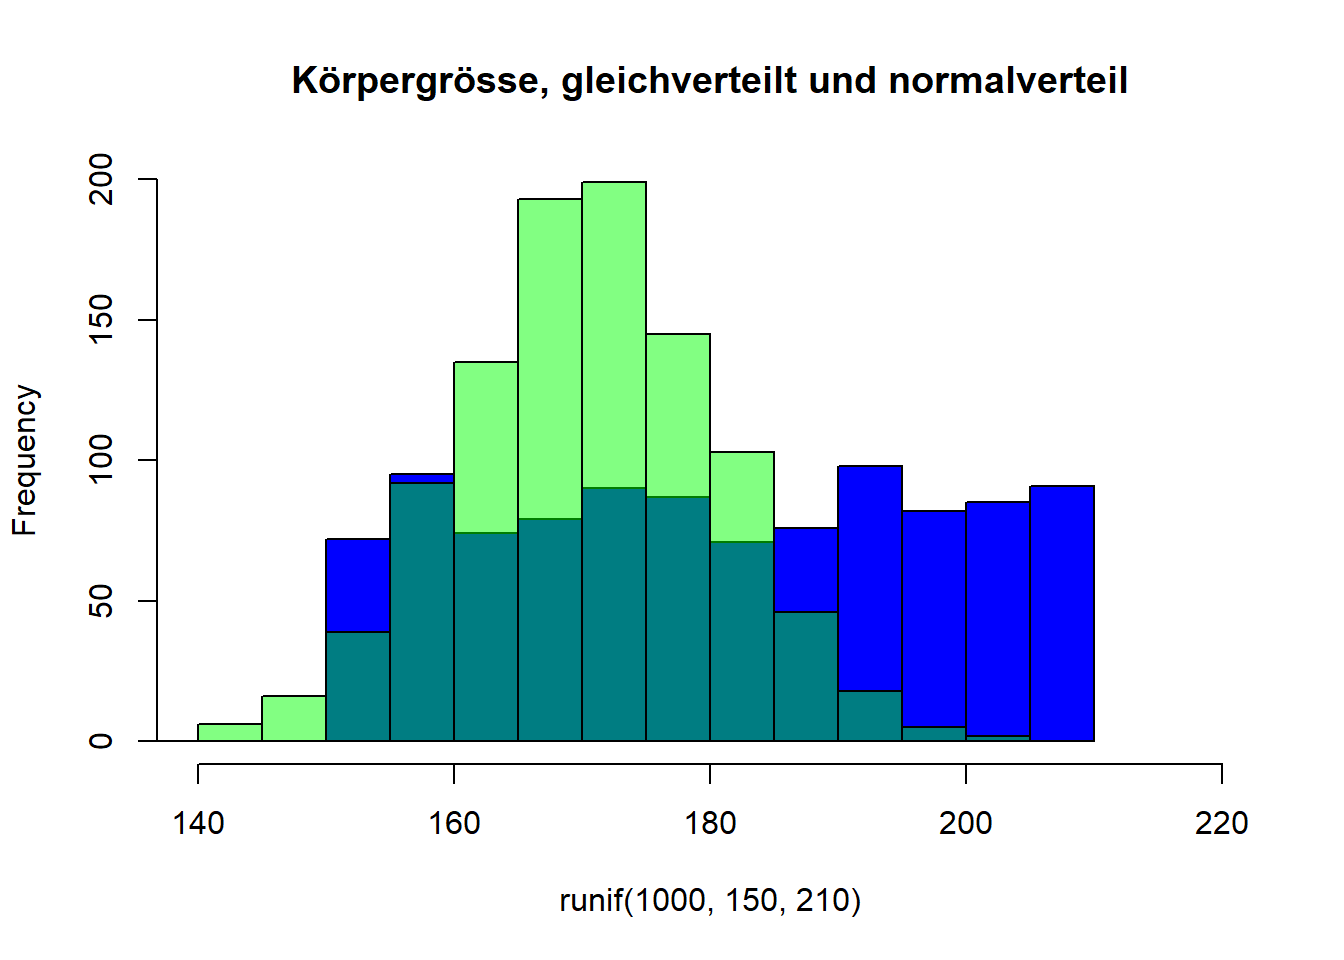 Körpergrösse, gleichverteilt und normalverteil
200
150
100
50
0
Frequency
140 160 180 200 220
runif(1000, 150, 210)